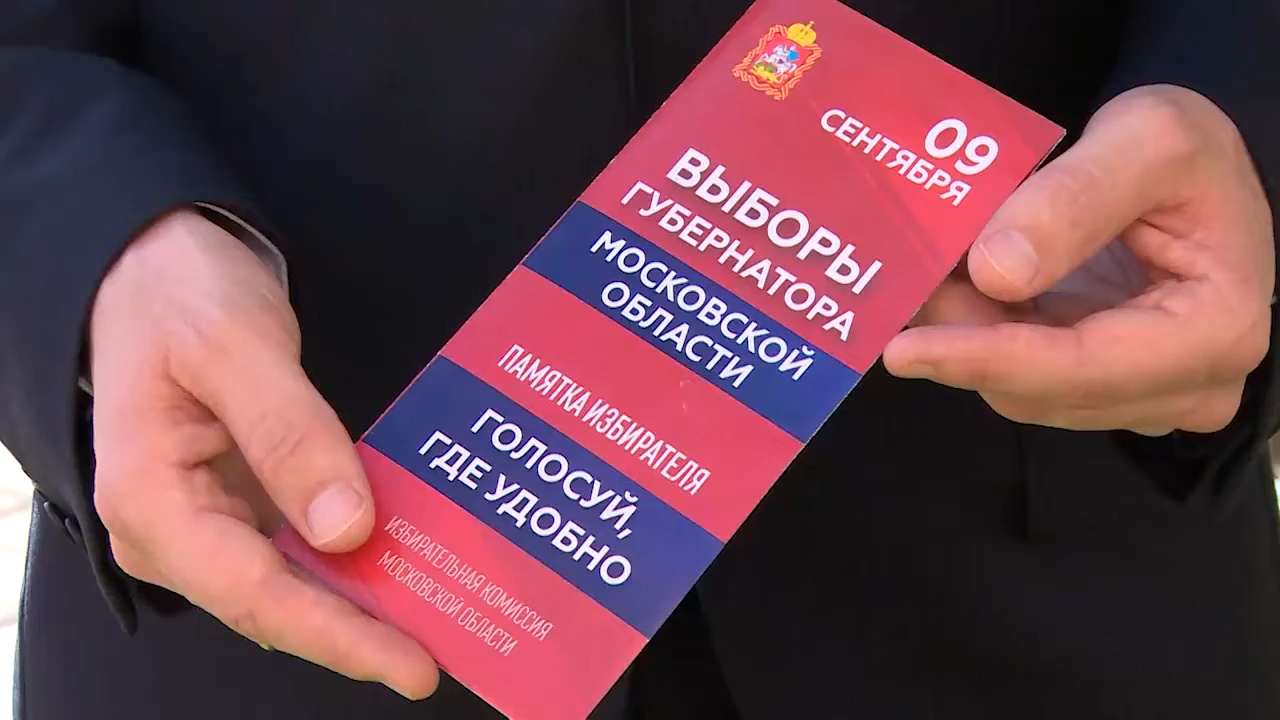 09
СЕНТЯБРЯ
ВЫБОРЫ
ГУБЕРНАТОРА
МОСКОВСКОЙ
ОБЛАСТИ
ПАМЯТКА ИЗБИРАТЕЛЯ
ГОЛОСУЙ,
ГДЕ УДОБНО
ИЗБИРАТЕЛЬНАЯ КОМИССИЯ
МОСКОВСКОЙ ОБЛАСТИ